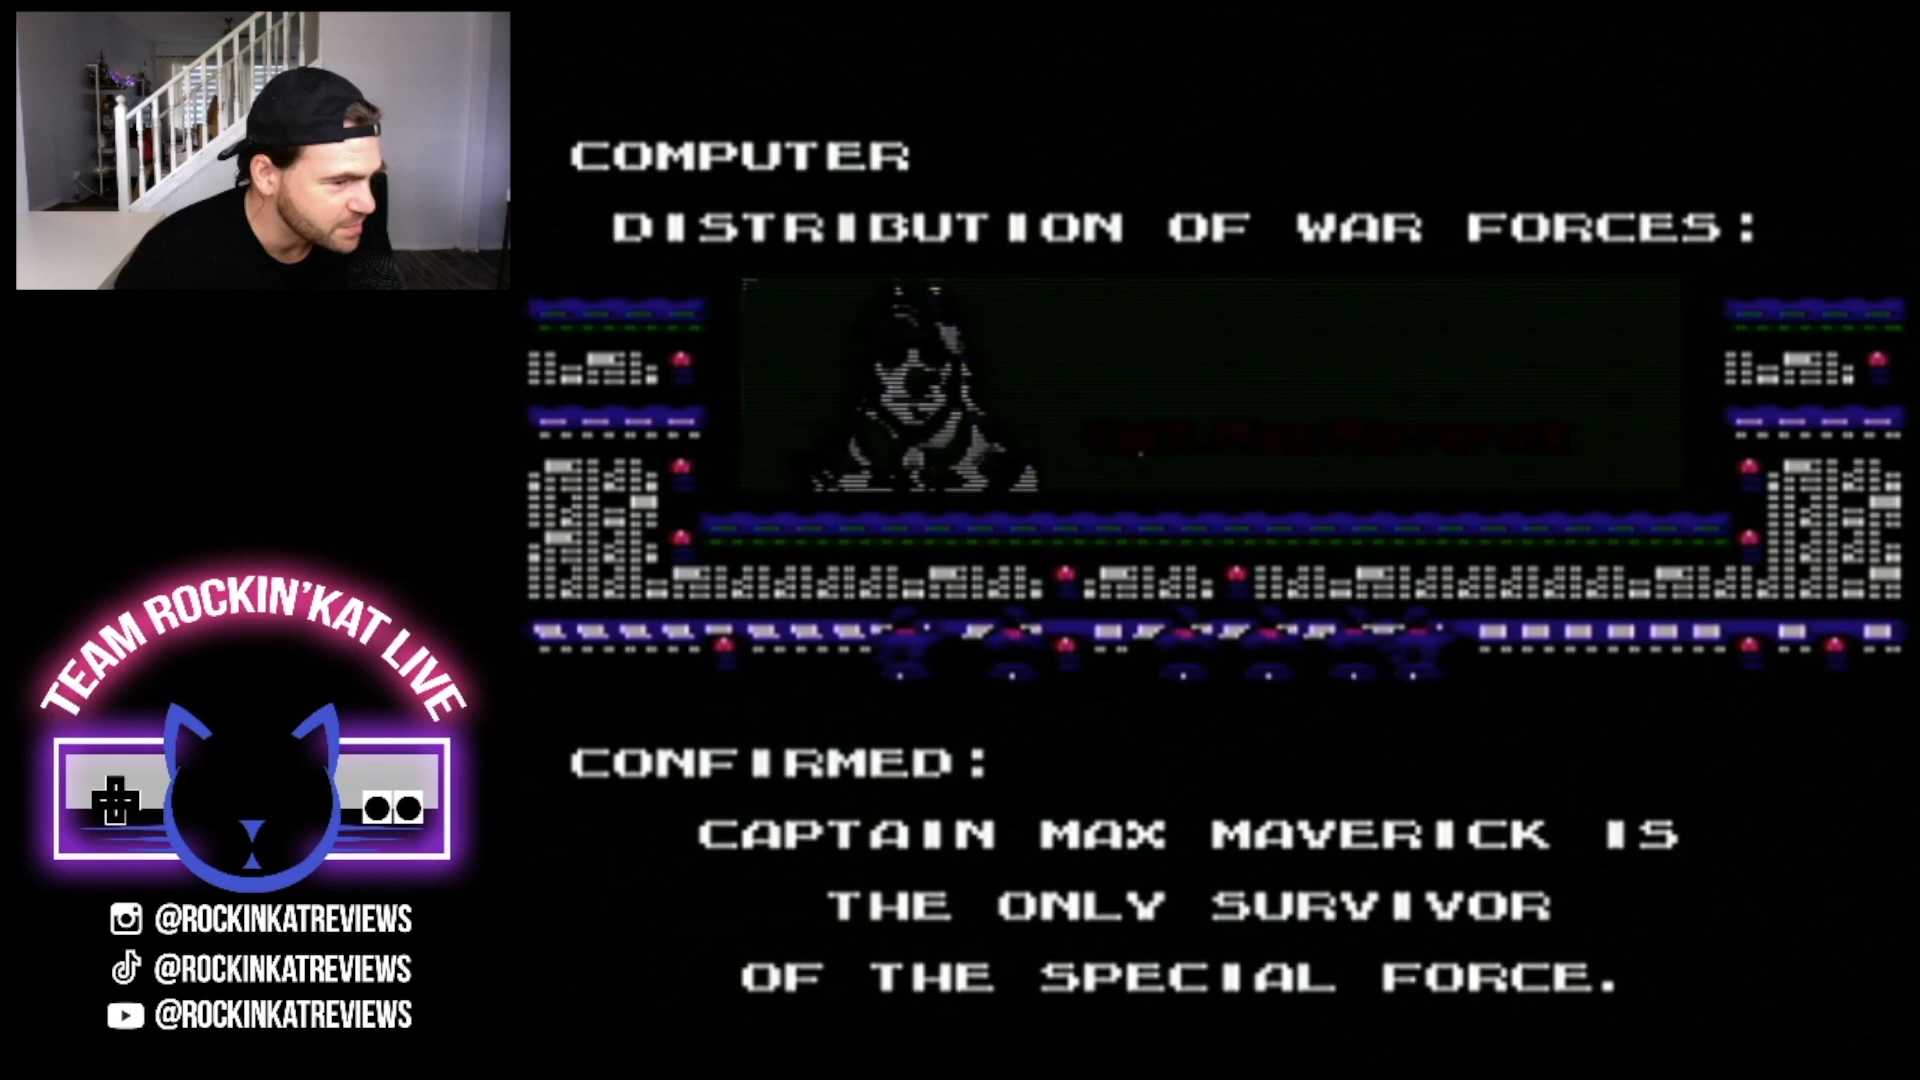 COMPUTER
DISTRIBUTION OF WAR FORCES:
CONFIRMED:
CAPTAIN MAX MAVERICK IS
THE ONLY SURVIVOR
OF THE SPECIAL FORCE.
TEAM ROCKIN'KAT LIVE
@ROCKINKATREVIEWS
@ROCKINKATREVIEWS
@ROCKINKATREVIEWS